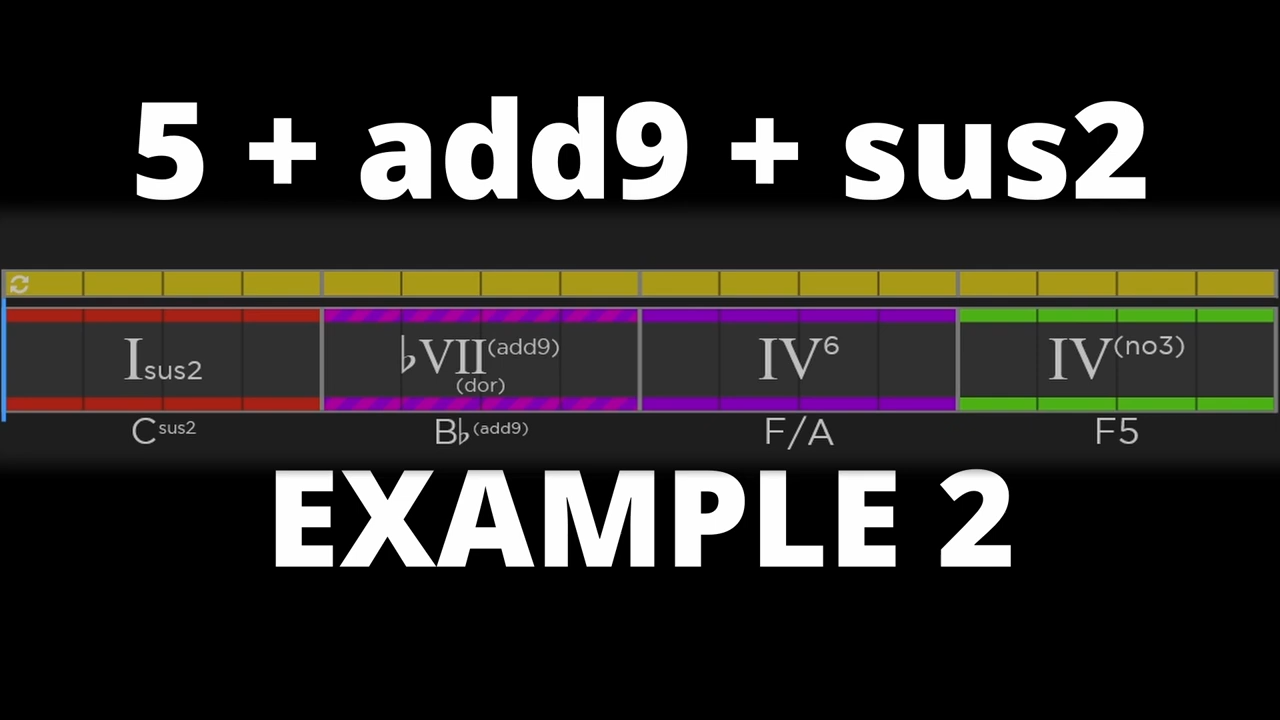 5 + add9 + sus2
Isus2 ♭VII(add9)(dor) IV6 IV(no3)
Csus2 B♭(add9) F/A F5
EXAMPLE 2